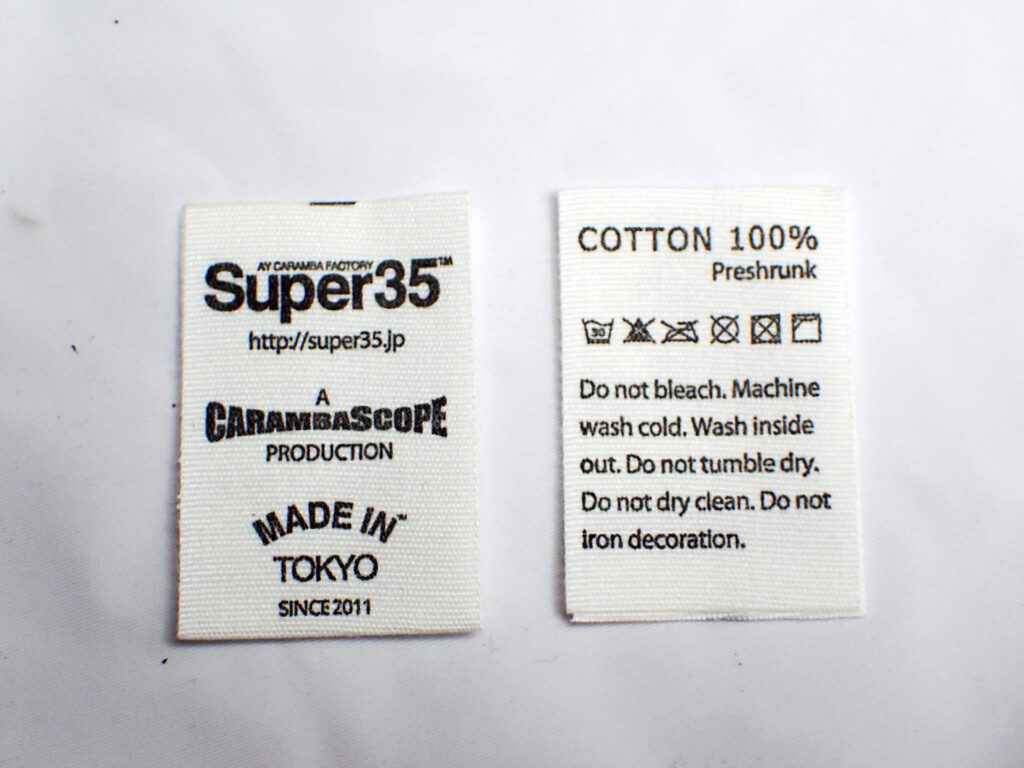 AY CARAMBA FACTORY
Super35™
http://super35.jp
A
CARAMBASCOPE
PRODUCTION
MADE IN™
TOKYO
SINCE 2011
COTTON 100%
Preshrunk
30
Do not bleach. Machine
wash cold. Wash inside
out. Do not tumble dry.
Do not dry clean. Do not
iron decoration.